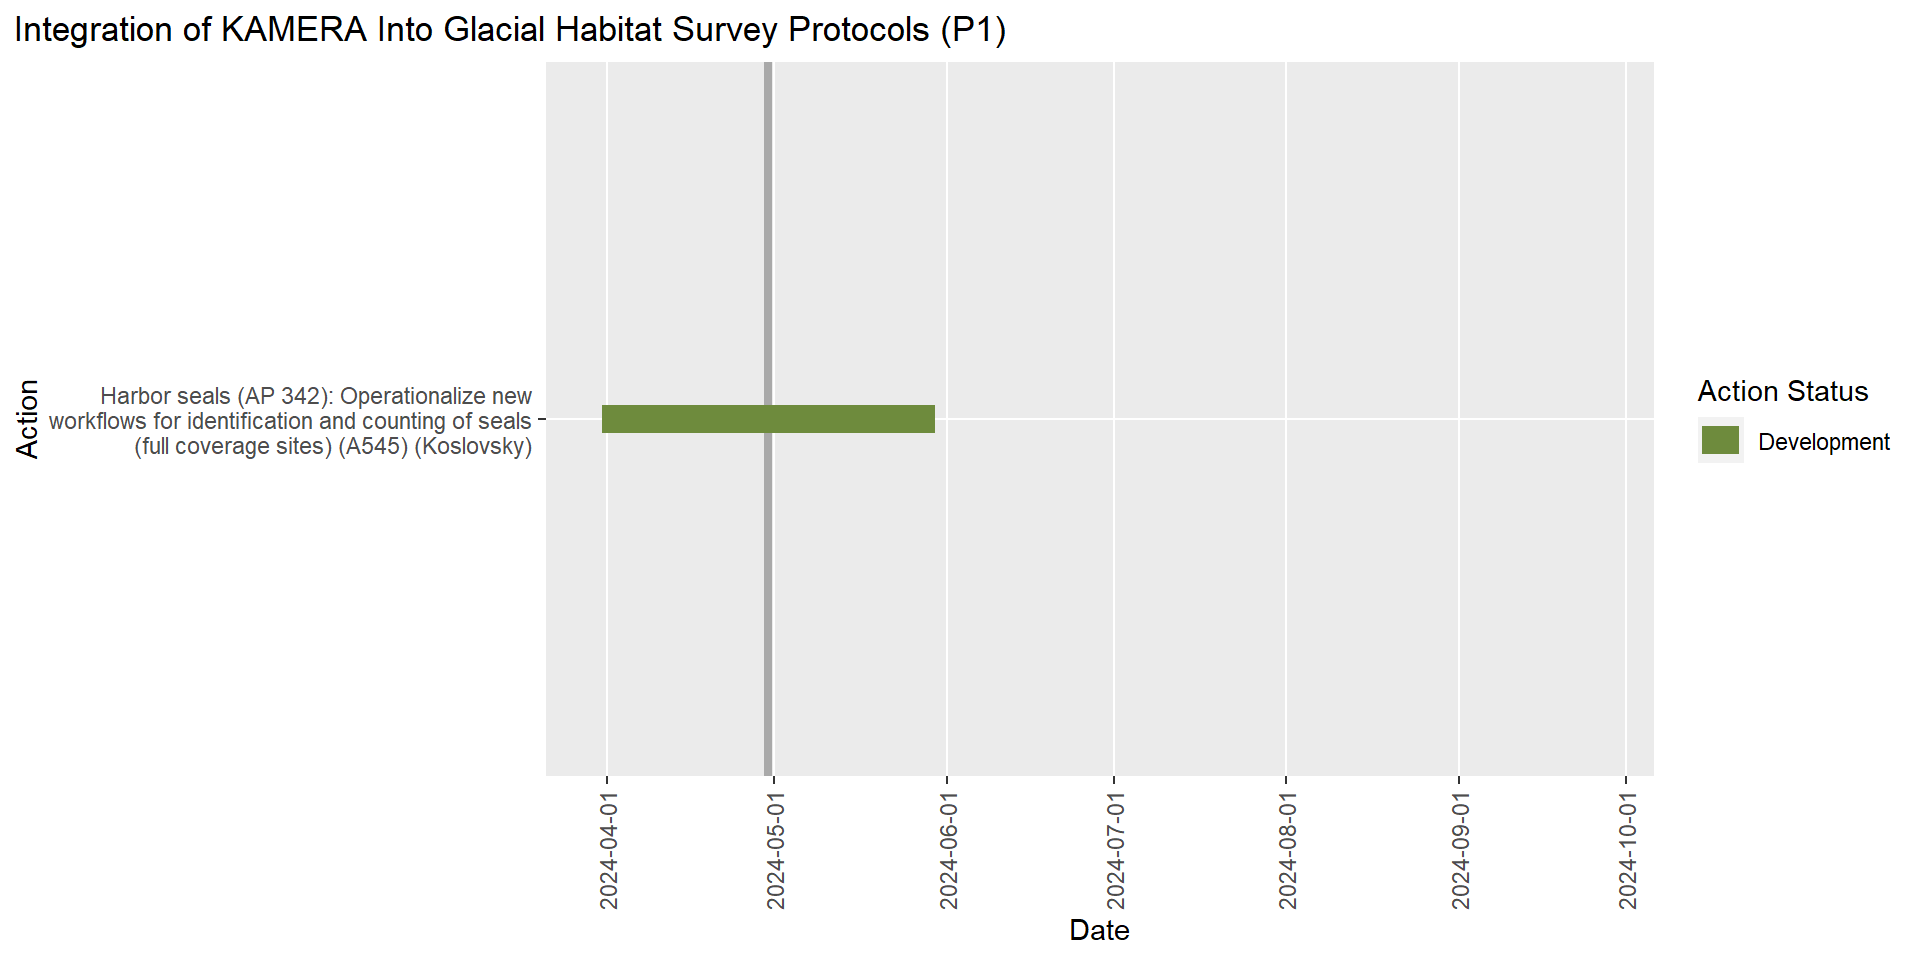 Integration of KAMERA Into Glacial Habitat Survey Protocols (P1)
Action
Harbor seals (AP 342): Operationalize new
workflows for identification and counting of seals
(full coverage sites) (A545) (Koslovsky)
Action Status
Development
2024-04-01
2024-05-01
2024-06-01
2024-07-01
2024-08-01
2024-09-01
2024-10-01
Date